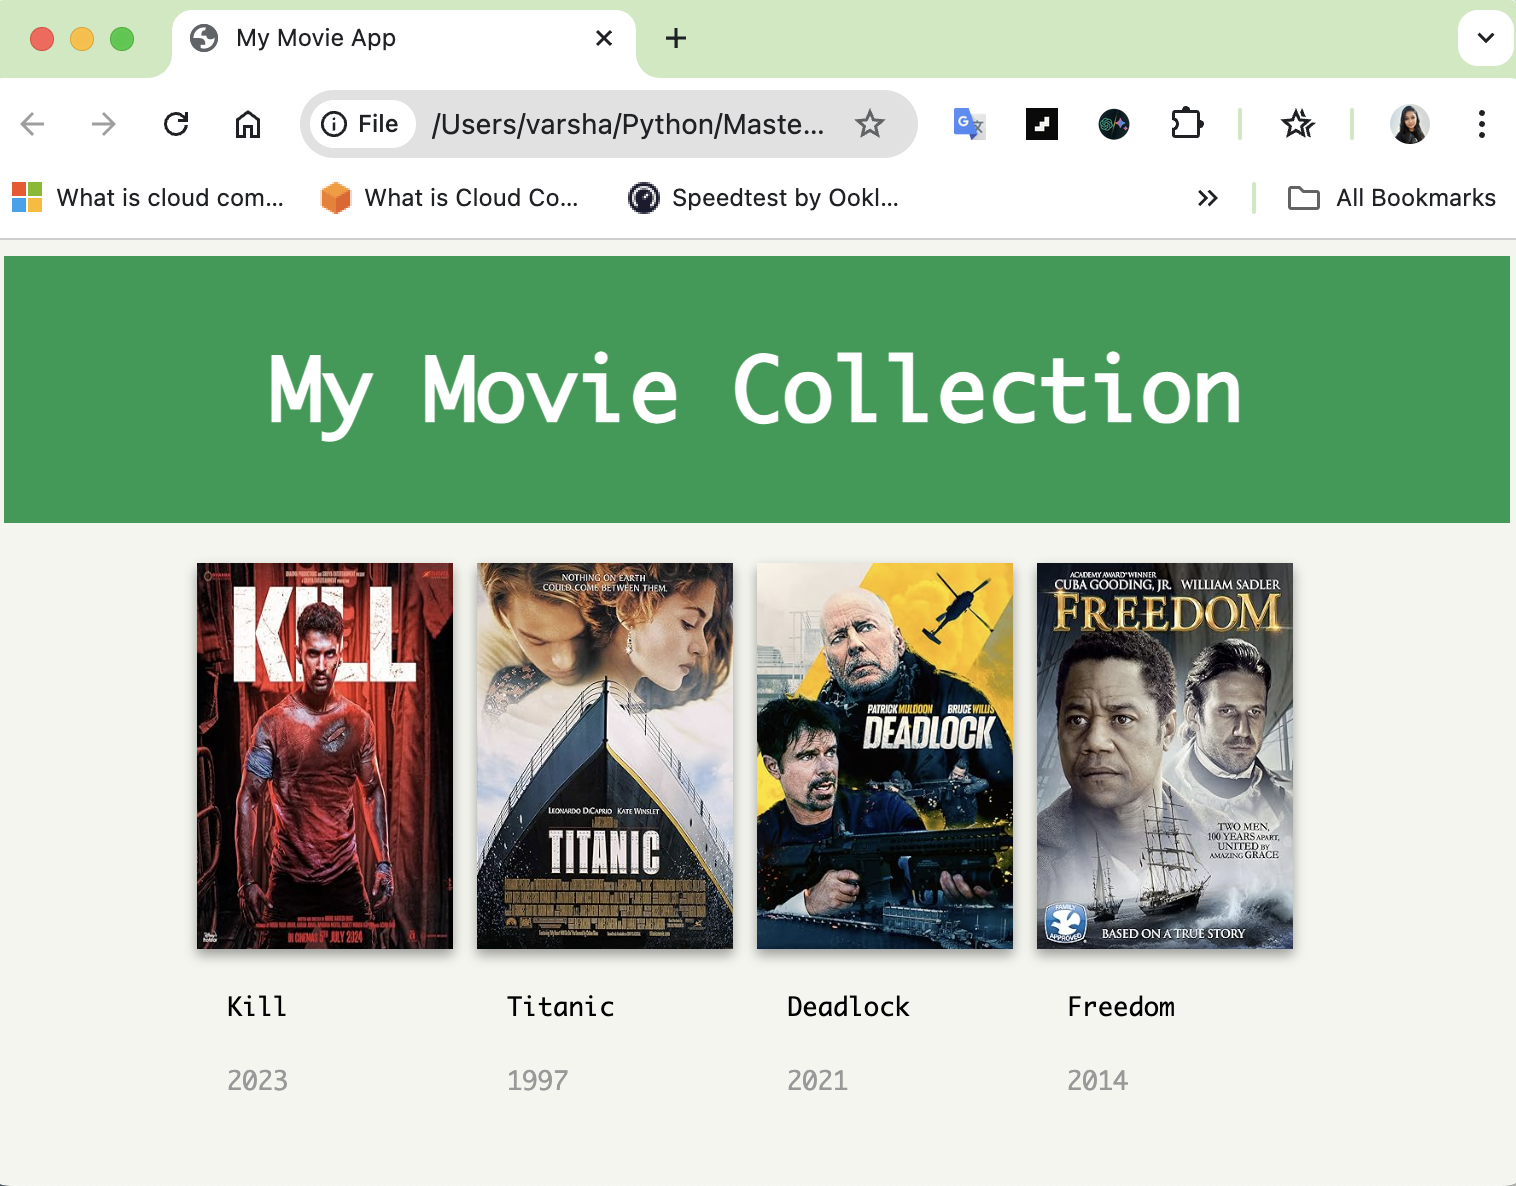 My Movie App
File
/Users/varsha/Python/Maste...
What is cloud com...
What is Cloud Co...
Speedtest by Ookl...
All Bookmarks
My Movie Collection
KILL
IN CINEMAS 5TH JULY 2024
NOTHING ON EARTH
COULD COME BETWEEN THEM.
LEONARDO DICAPRIO KATE WINSLET
TITANIC
PATRICK MULDOON BRUCE WILLIS
DEADLOCK
ACADEMY AWARD WINNER
CUBA GOODING, JR. WILLIAM SADLER
FREEDOM
TWO MEN,
100 YEARS APART,
UNITED BY
AMAZING GRACE
FAMILY
APPROVED
BASED ON A TRUE STORY
Kill
Titanic
Deadlock
Freedom
2023
1997
2021
2014